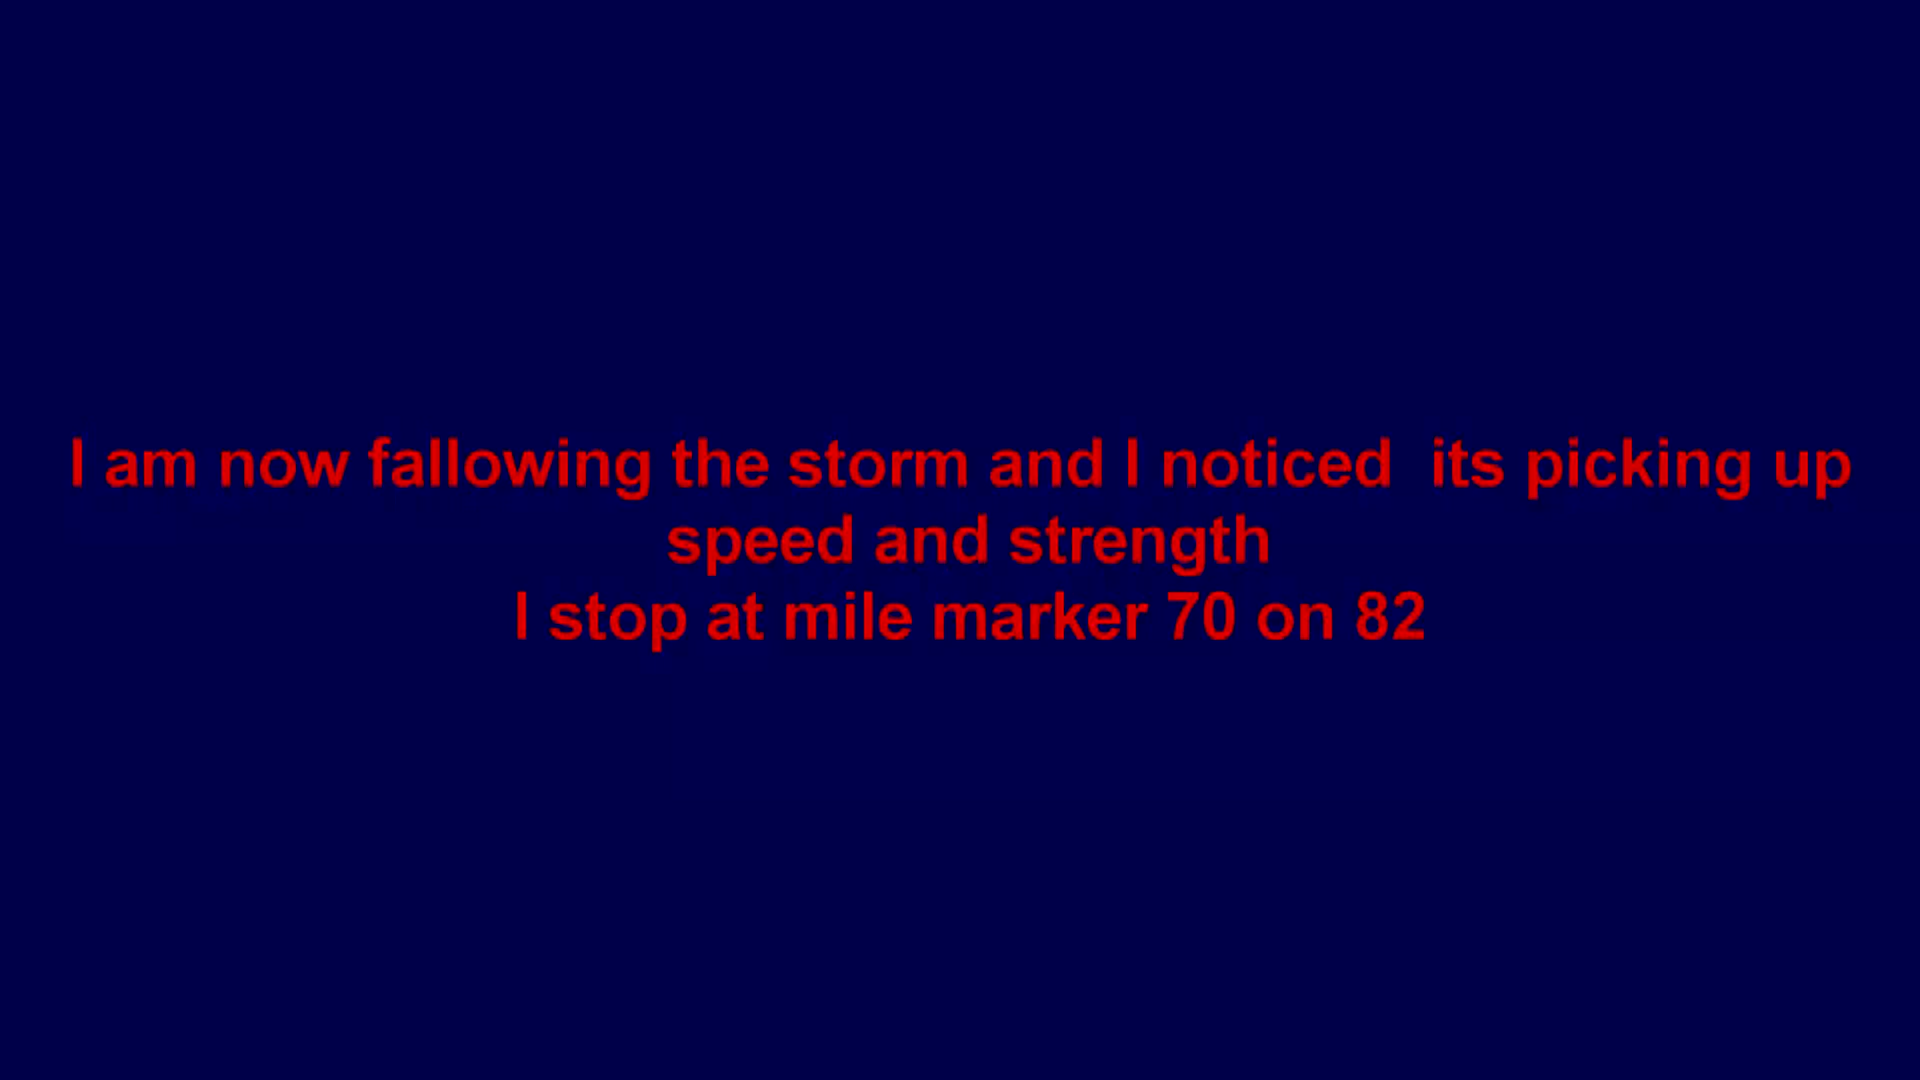 I am now fallowing the storm and I noticed  its picking up
speed and strength
I stop at mile marker 70 on 82